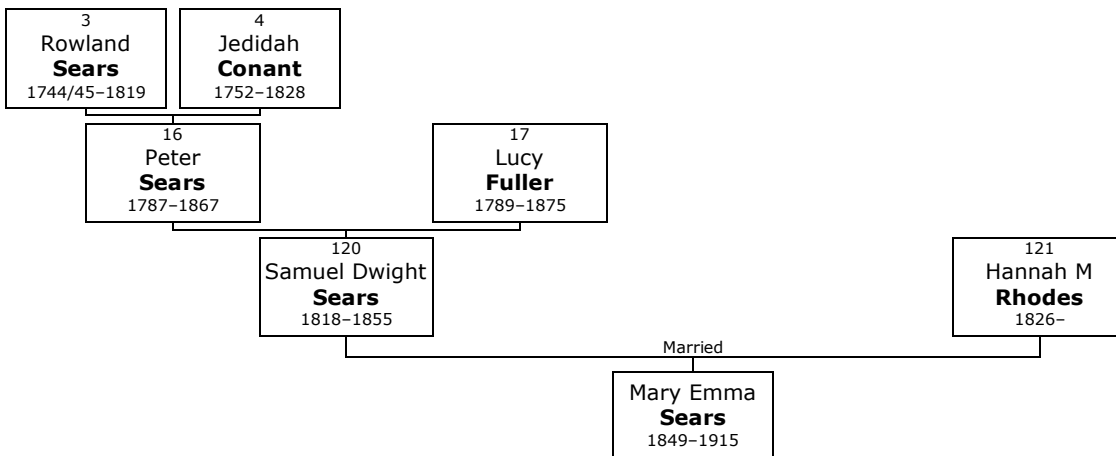 3
Rowland
Sears
1744/45–1819
4
Jedidah
Conant
1752–1828
16
Peter
Sears
1787–1867
17
Lucy
Fuller
1789–1875
120
Samuel Dwight
Sears
1818–1855
121
Hannah M
Rhodes
1826–
Married
Mary Emma
Sears
1849–1915